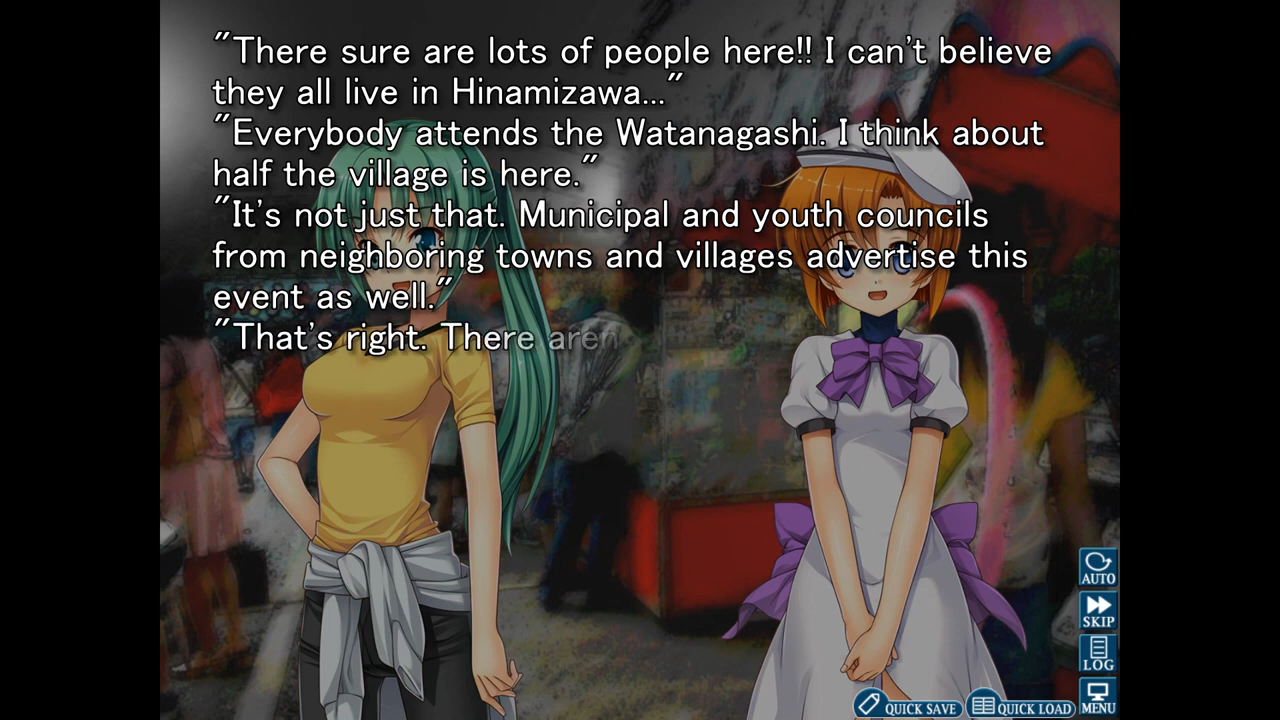 "There sure are lots of people here!! I can't believe
they all live in Hinamizawa..."
"Everybody attends the Watanagashi. I think about
half the village is here."
"It's not just that. Municipal and youth councils
from neighboring towns and villages advertise this
event as well."
"That's right. There aren
AUTO
SKIP
LOG
MENU
QUICK SAVE
QUICK LOAD